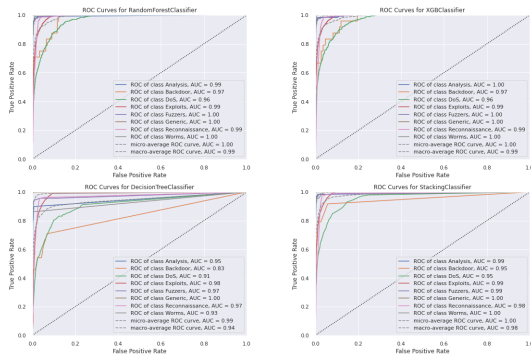 ROC Curves for RandomForestClassifier
1.0
0.8
0.6
0.4
0.2
0.0
True Positive Rate
ROC of class Analysis, AUC = 0.99
ROC of class Backdoor, AUC = 0.97
ROC of class DoS, AUC = 0.96
ROC of class Exploits, AUC = 0.99
ROC of class Fuzzers, AUC = 1.00
ROC of class Generic, AUC = 1.00
ROC of class Reconnaissance, AUC = 0.99
ROC of class Worms, AUC = 1.00
micro-average ROC curve, AUC = 1.00
macro-average ROC curve, AUC = 0.99
0.0 0.2 0.4 0.6 0.8 1.0
False Positive Rate
ROC Curves for XGBClassifier
1.0
0.8
0.6
0.4
0.2
0.0
True Positive Rate
ROC of class Analysis, AUC = 1.00
ROC of class Backdoor, AUC = 0.97
ROC of class DoS, AUC = 0.96
ROC of class Exploits, AUC = 0.99
ROC of class Fuzzers, AUC = 1.00
ROC of class Generic, AUC = 1.00
ROC of class Reconnaissance, AUC = 0.99
ROC of class Worms, AUC = 1.00
micro-average ROC curve, AUC = 1.00
macro-average ROC curve, AUC = 0.99
0.0 0.2 0.4 0.6 0.8 1.0
False Positive Rate
ROC Curves for DecisionTreeClassifier
1.0
0.8
0.6
0.4
0.2
0.0
True Positive Rate
ROC of class Analysis, AUC = 0.95
ROC of class Backdoor, AUC = 0.83
ROC of class DoS, AUC = 0.91
ROC of class Exploits, AUC = 0.98
ROC of class Fuzzers, AUC = 0.97
ROC of class Generic, AUC = 1.00
ROC of class Reconnaissance, AUC = 0.97
ROC of class Worms, AUC = 0.93
micro-average ROC curve, AUC = 0.99
macro-average ROC curve, AUC = 0.94
0.0 0.2 0.4 0.6 0.8 1.0
False Positive Rate
ROC Curves for StackingClassifier
1.0
0.8
0.6
0.4
0.2
0.0
True Positive Rate
ROC of class Analysis, AUC = 0.99
ROC of class Backdoor, AUC = 0.95
ROC of class DoS, AUC = 0.95
ROC of class Exploits, AUC = 0.99
ROC of class Fuzzers, AUC = 0.99
ROC of class Generic, AUC = 1.00
ROC of class Reconnaissance, AUC = 0.98
ROC of class Worms, AUC = 1.00
micro-average ROC curve, AUC = 1.00
macro-average ROC curve, AUC = 0.98
0.0 0.2 0.4 0.6 0.8 1.0
False Positive Rate